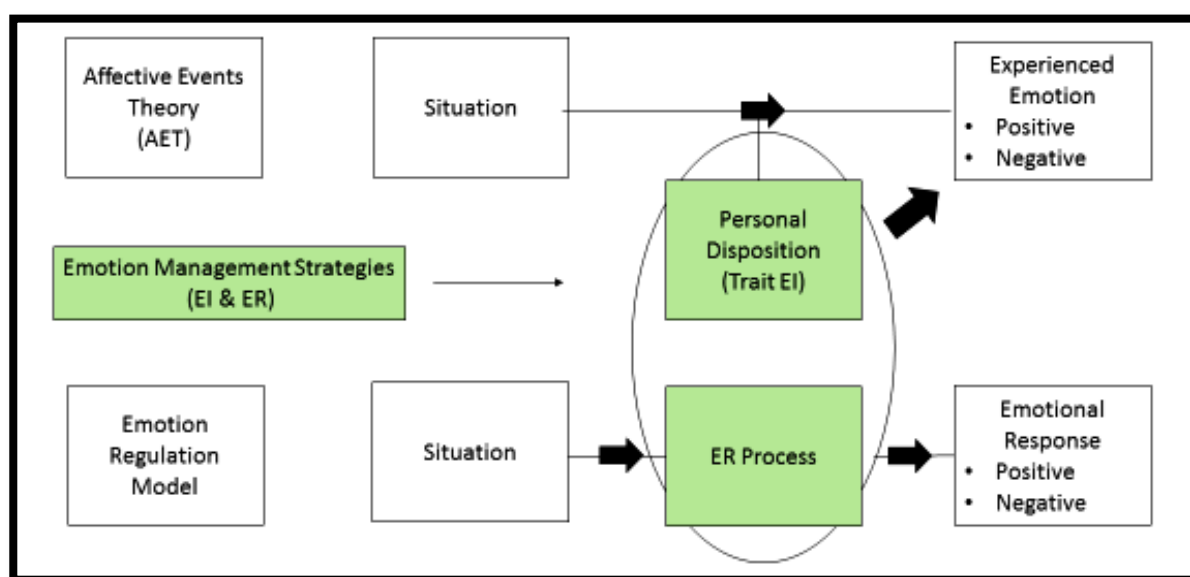 Affective Events
Theory
(AET)
Situation
Experienced
Emotion
• Positive
• Negative
Personal
Disposition
(Trait EI)
Emotion Management Strategies
(EI & ER)
Emotion
Regulation
Model
Situation
ER Process
Emotional
Response
• Positive
• Negative